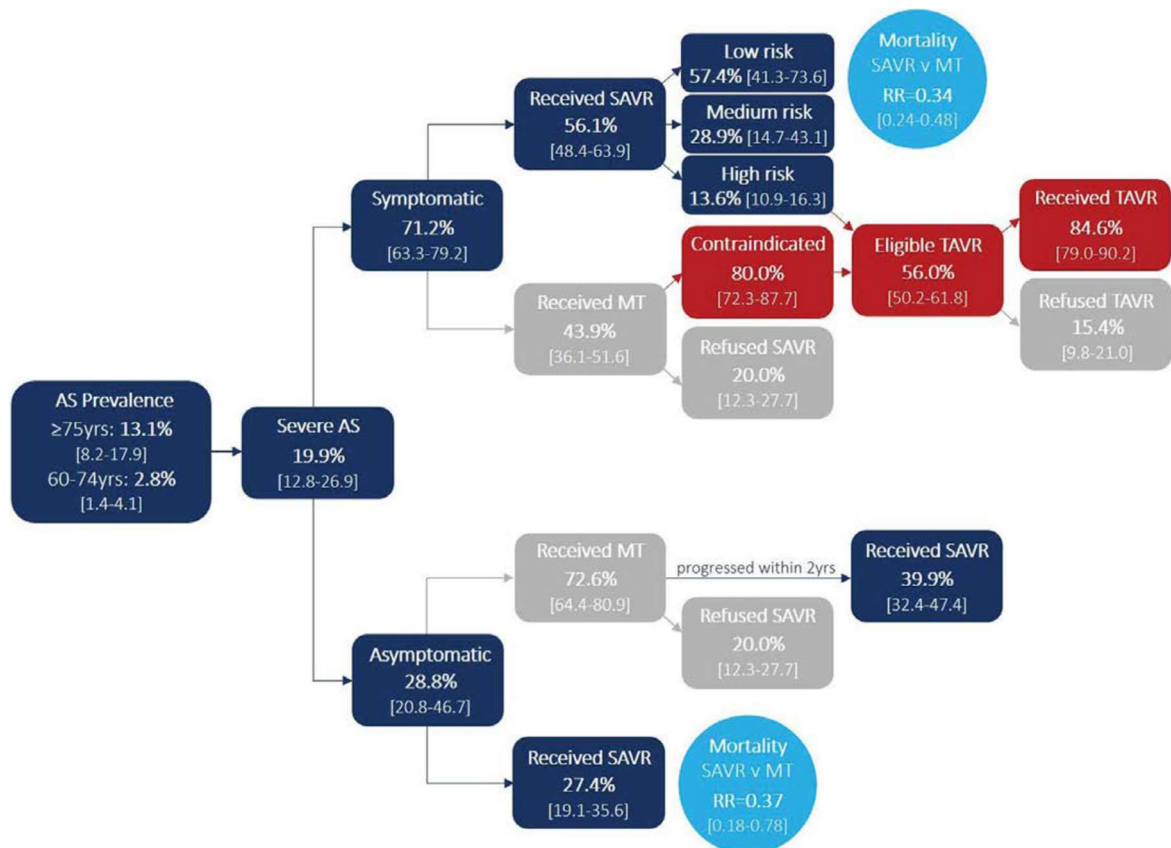 AS Prevalence
≥75yrs: 13.1%
[8.2-17.9]
60-74yrs: 2.8%
[1.4-4.1]
Severe AS
19.9%
[12.8-26.9]
Symptomatic
71.2%
[63.3-79.2]
Received SAVR
56.1%
[48.4-63.9]
Low risk
57.4% [41.3-73.6]
Medium risk
28.9% [14.7-43.1]
High risk
13.6% [10.9-16.3]
Mortality
SAVR v MT
RR=0.34
[0.24-0.48]
Received MT
43.9%
[36.1-51.6]
Contraindicated
80.0%
[72.3-87.7]
Refused SAVR
20.0%
[12.3-27.7]
Eligible TAVR
56.0%
[50.2-61.8]
Received TAVR
84.6%
[79.0-90.2]
Refused TAVR
15.4%
[9.8-21.0]
Asymptomatic
28.8%
[20.8-46.7]
Received MT
72.6%
[64.4-80.9]
progressed within 2yrs
Received SAVR
39.9%
[32.4-47.4]
Refused SAVR
20.0%
[12.3-27.7]
Received SAVR
27.4%
[19.1-35.6]
Mortality
SAVR v MT
RR=0.37
[0.18-0.78]